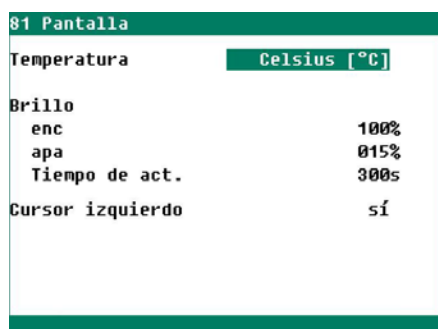 81 Pantalla
Temperatura Celsius [°C]
Brillo
enc 100%
apa 015%
Tiempo de act. 300s
Cursor izquierdo sí